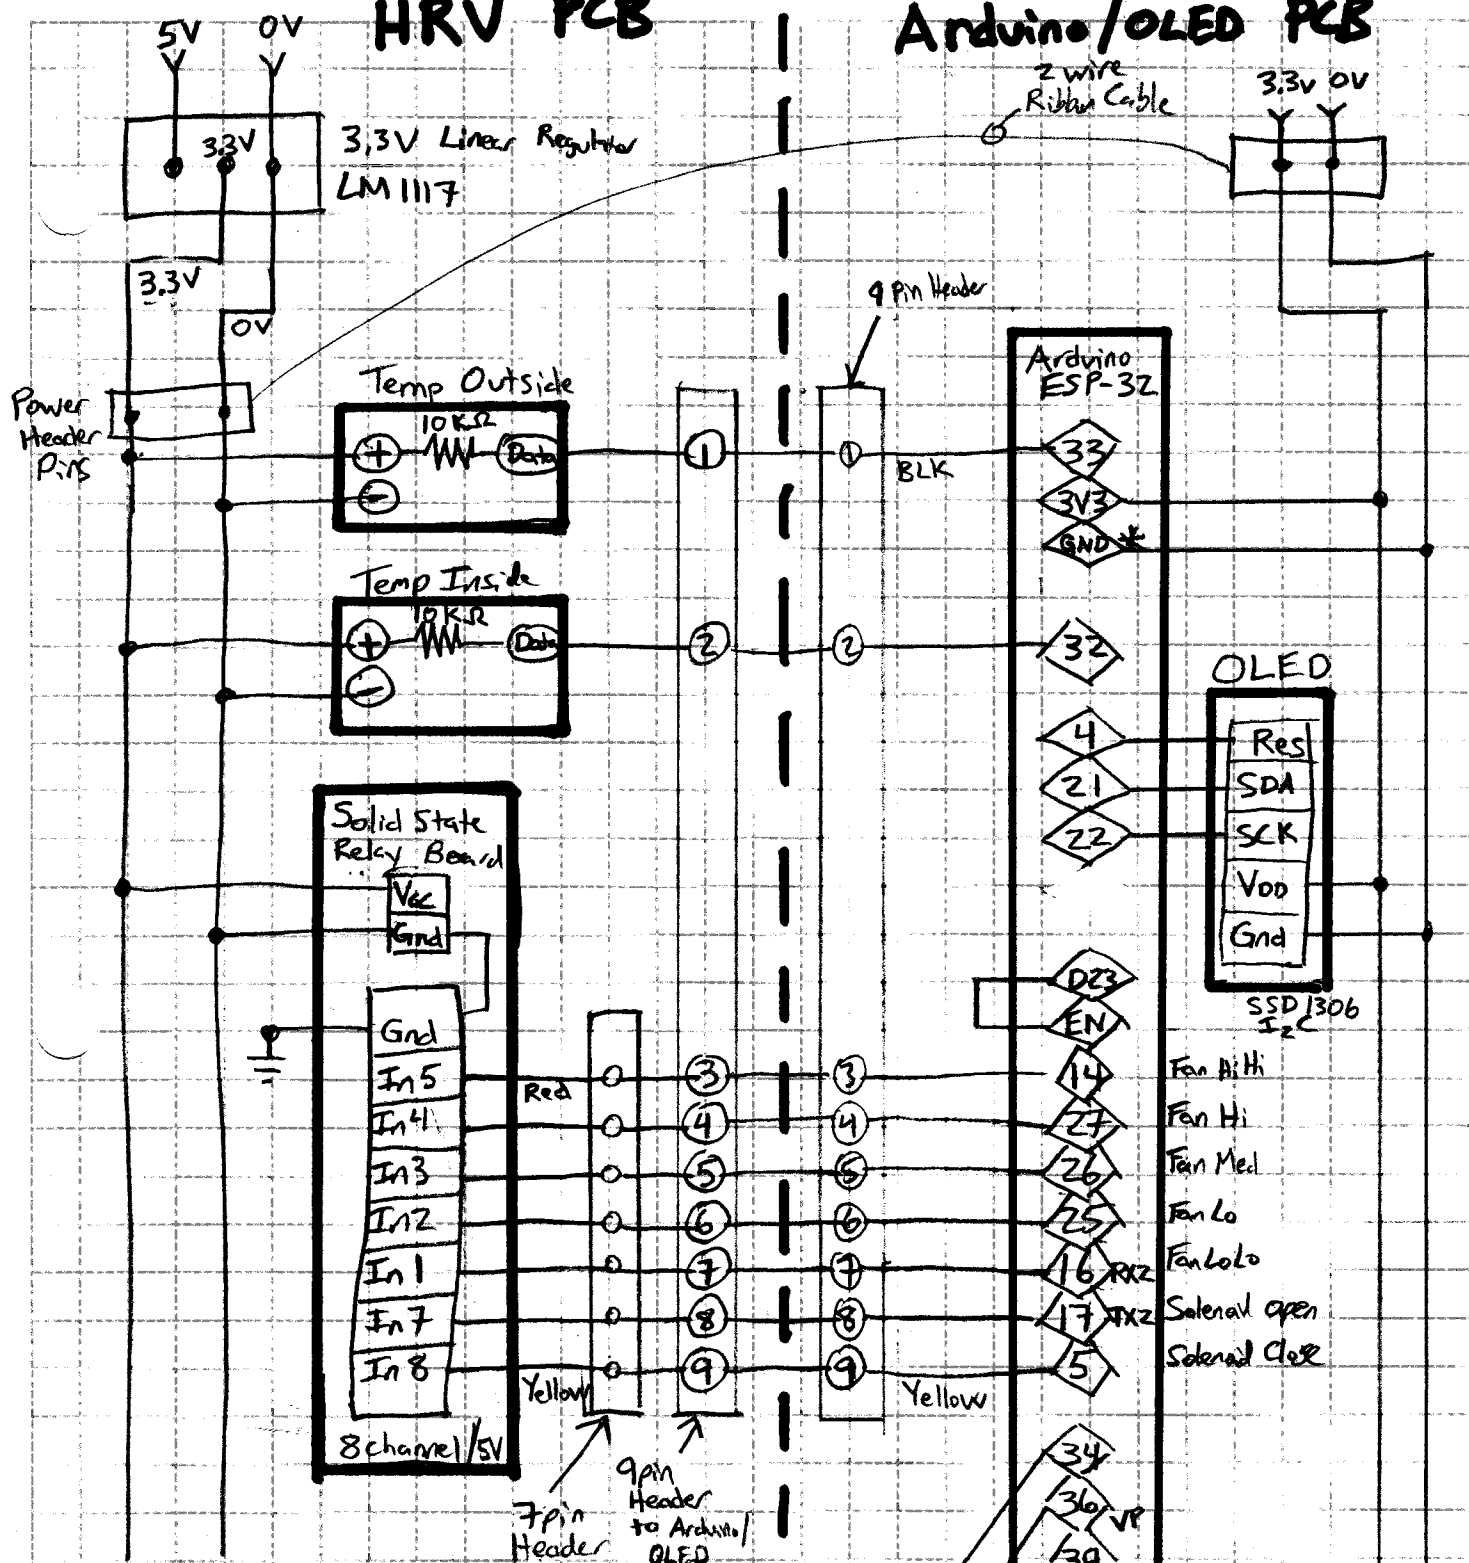 HRV PCB
Arduino/OLED PCB
5V
0V
2 wire
Ribbon Cable
3.3v 0V
3.3V
3.3V Linear Regulator
LM1117
3.3V
0V
9 Pin Header
Power
Header
Pins
Temp Outside
10KΩ
+
Data
-
1
1
BLK
Arduino
ESP-32
33
3V3
GND*
Temp Inside
10KΩ
+
Data
-
2
2
32
OLED
4
Res
21
SDA
22
SCK
VDD
Gnd
SSD1306
I2C
Solid State
Relay Board
Vcc
Gnd
D23
EN
Gnd
In5
Red
3
3
14
Fan HiHi
In4
4
4
27
Fan Hi
In3
5
5
26
Fan Med
In2
6
6
25
Fan Lo
In1
7
7
16
RX2
Fan LoLo
In7
8
8
17
TX2
Solenoid Open
In8
Yellow
9
9
Yellow
5
Solenoid Close
8 channel/5V
7pin
Header
9pin
Header
to Arduino/
OLED
34
36
VP
39